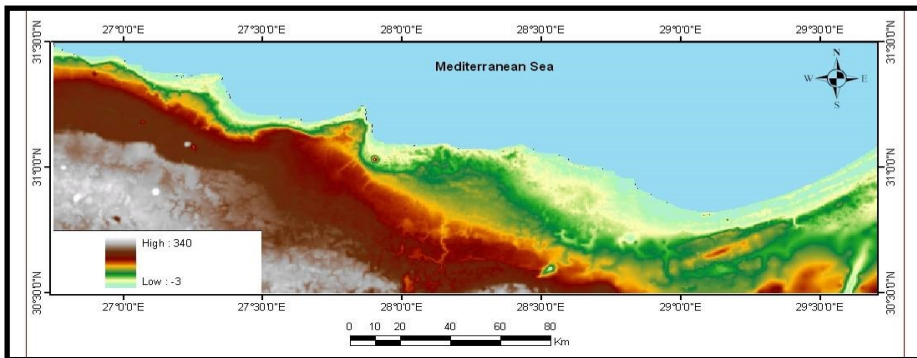 27°0'0"E 27°30'0"E 28°0'0"E 28°30'0"E 29°0'0"E 29°30'0"E
31°30'0"N 31°30'0"N
Mediterranean Sea
N
W E
S
31°0'0"N 31°0'0"N
High : 340
Low : -3
30°30'0"N 30°30'0"N
27°0'0"E 27°30'0"E 28°0'0"E 28°30'0"E 29°0'0"E 29°30'0"E
0 10 20 40 60 80
Km